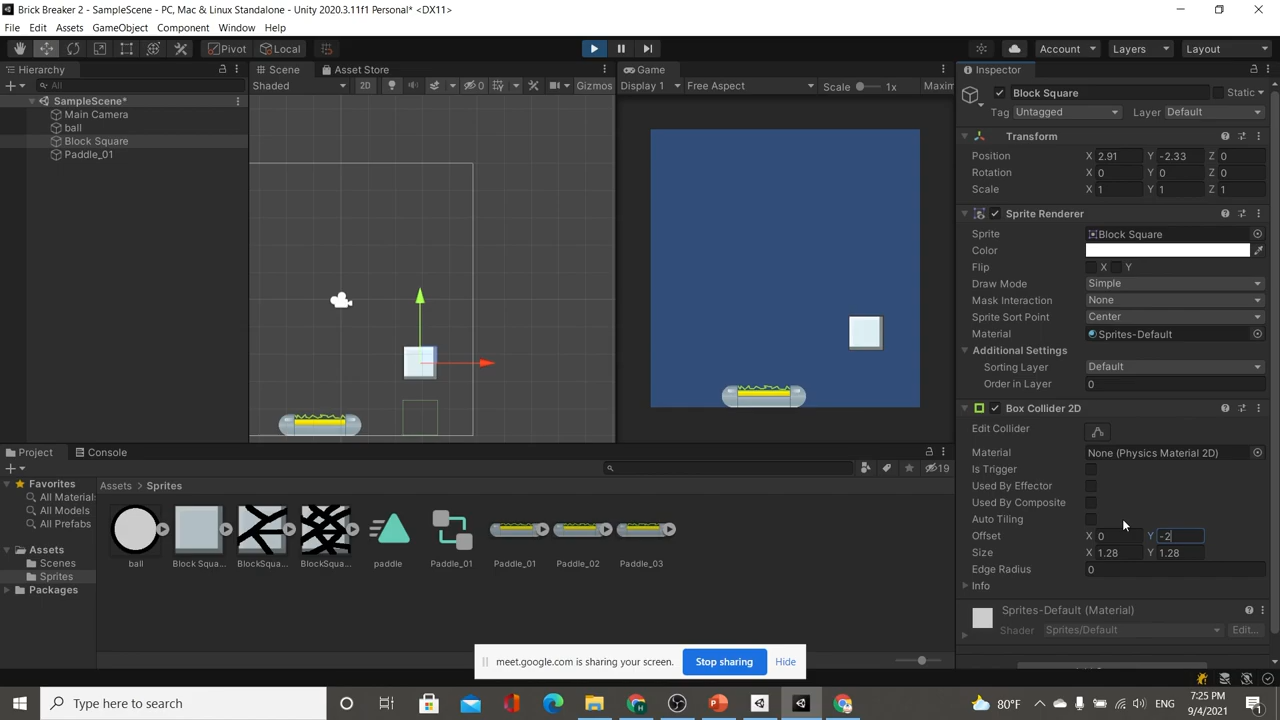 Brick Breaker 2 - SampleScene - PC, Mac & Linux Standalone - Unity 2020.3.11f1 Personal* <DX11>
File Edit Assets GameObject Component Window Help
Pivot Local Account Layers Layout
Hierarchy Scene Asset Store Game Inspector
All Shaded 2D 0 Gizmos Display 1 Free Aspect Scale 1x Maxim
Block Square Static
Tag Untagged Layer Default
SampleScene*
Main Camera
ball
Block Square
Paddle_01
Transform
Position X 2.91 Y -2.33 Z 0
Rotation X 0 Y 0 Z 0
Scale X 1 Y 1 Z 1
Sprite Renderer
Sprite Block Square
Color
Flip X Y
Draw Mode Simple
Mask Interaction None
Sprite Sort Point Center
Material Sprites-Default
Additional Settings
Sorting Layer Default
Order in Layer 0
Box Collider 2D
Edit Collider
Material None (Physics Material 2D)
Is Trigger
Used By Effector
Used By Composite
Auto Tiling
Offset X 0 Y -2
Size X 1.28 Y 1.28
Edge Radius 0
Info
Sprites-Default (Material)
Shader Sprites/Default Edit...
Project Console
19
Favorites
All Material
All Models
All Prefabs
Assets
Scenes
Sprites
Packages
Assets Sprites
ball Block Squa... BlockSqua... BlockSqua... paddle Paddle_01 Paddle_01 Paddle_02 Paddle_03
meet.google.com is sharing your screen. Stop sharing Hide
Type here to search
80°F ENG 7:25 PM
9/4/2021